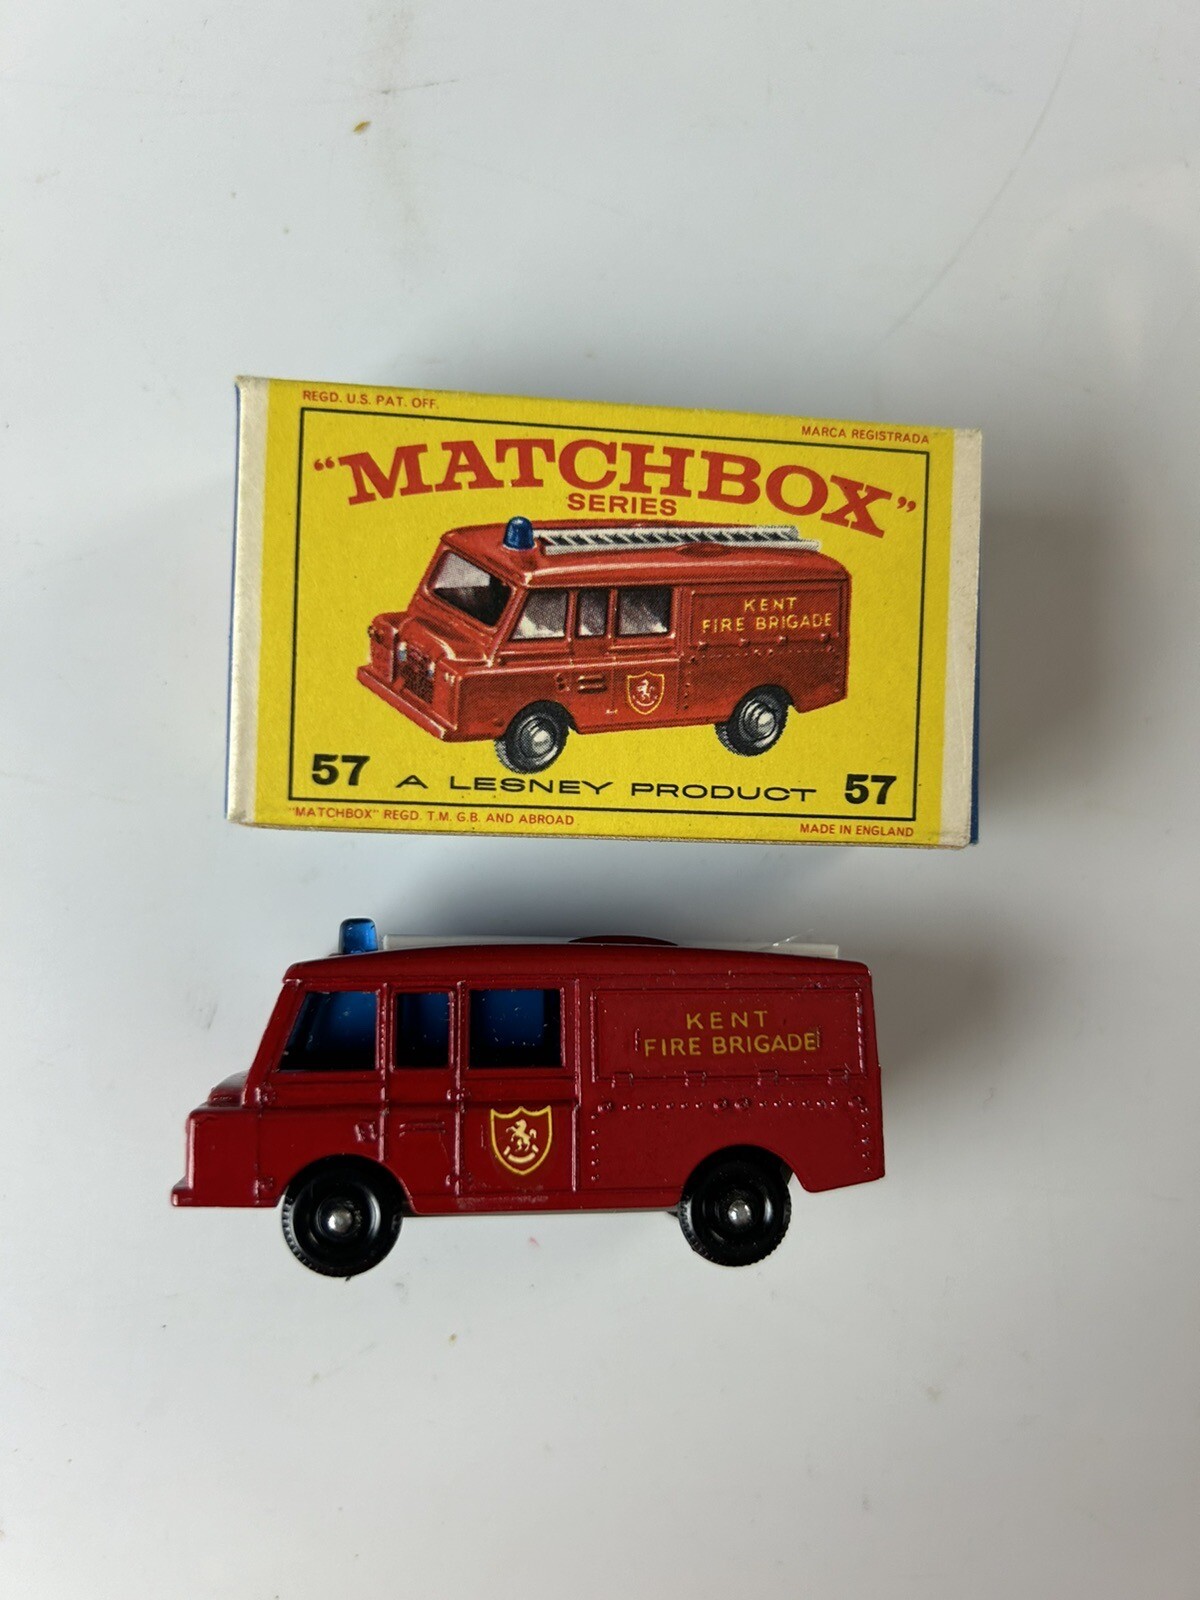 REGD. U.S. PAT. OFF.
MARCA REGISTRADA
"MATCHBOX"
SERIES
KENT
FIRE BRIGADE
57 A LESNEY PRODUCT 57
"MATCHBOX" REGD. T.M. G.B. AND ABROAD
MADE IN ENGLAND
KENT
FIRE BRIGADE